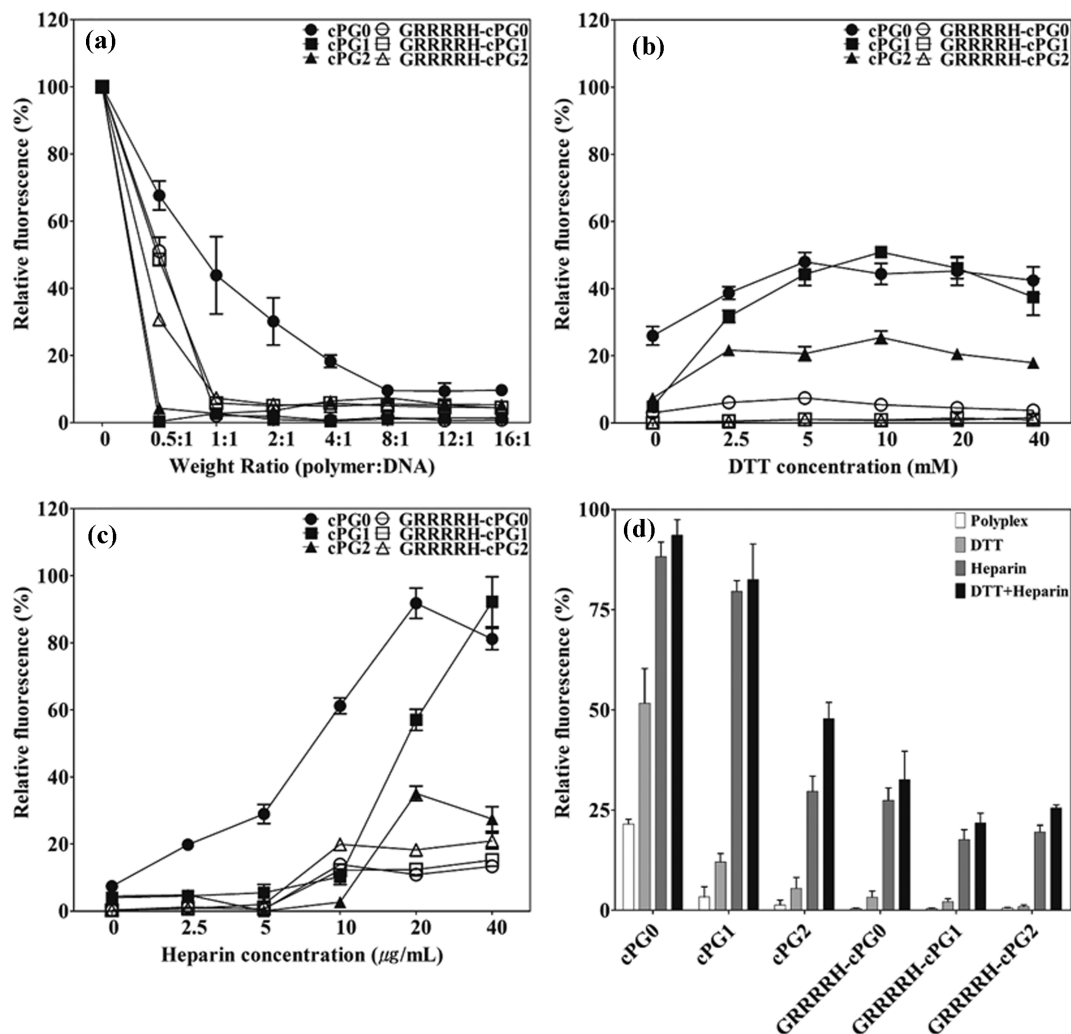 (a)
cPG0 GRRRRH-cPG0
cPG1 GRRRRH-cPG1
cPG2 GRRRRH-cPG2
120
100
80
60
40
20
0
Relative fluorescence (%)
0 0.5:1 1:1 2:1 4:1 8:1 12:1 16:1
Weight Ratio (polymer:DNA)
(b)
cPG0 GRRRRH-cPG0
cPG1 GRRRRH-cPG1
cPG2 GRRRRH-cPG2
120
100
80
60
40
20
0
Relative fluorescence (%)
0 2.5 5 10 20 40
DTT concentration (mM)
(c)
cPG0 GRRRRH-cPG0
cPG1 GRRRRH-cPG1
cPG2 GRRRRH-cPG2
120
100
80
60
40
20
0
Relative fluorescence (%)
0 2.5 5 10 20 40
Heparin concentration (μg/mL)
(d)
Polyplex
DTT
Heparin
DTT+Heparin
100
75
50
25
0
Relative fluorescence (%)
cPG0
cPG1
cPG2
GRRRRH-cPG0
GRRRRH-cPG1
GRRRRH-cPG2